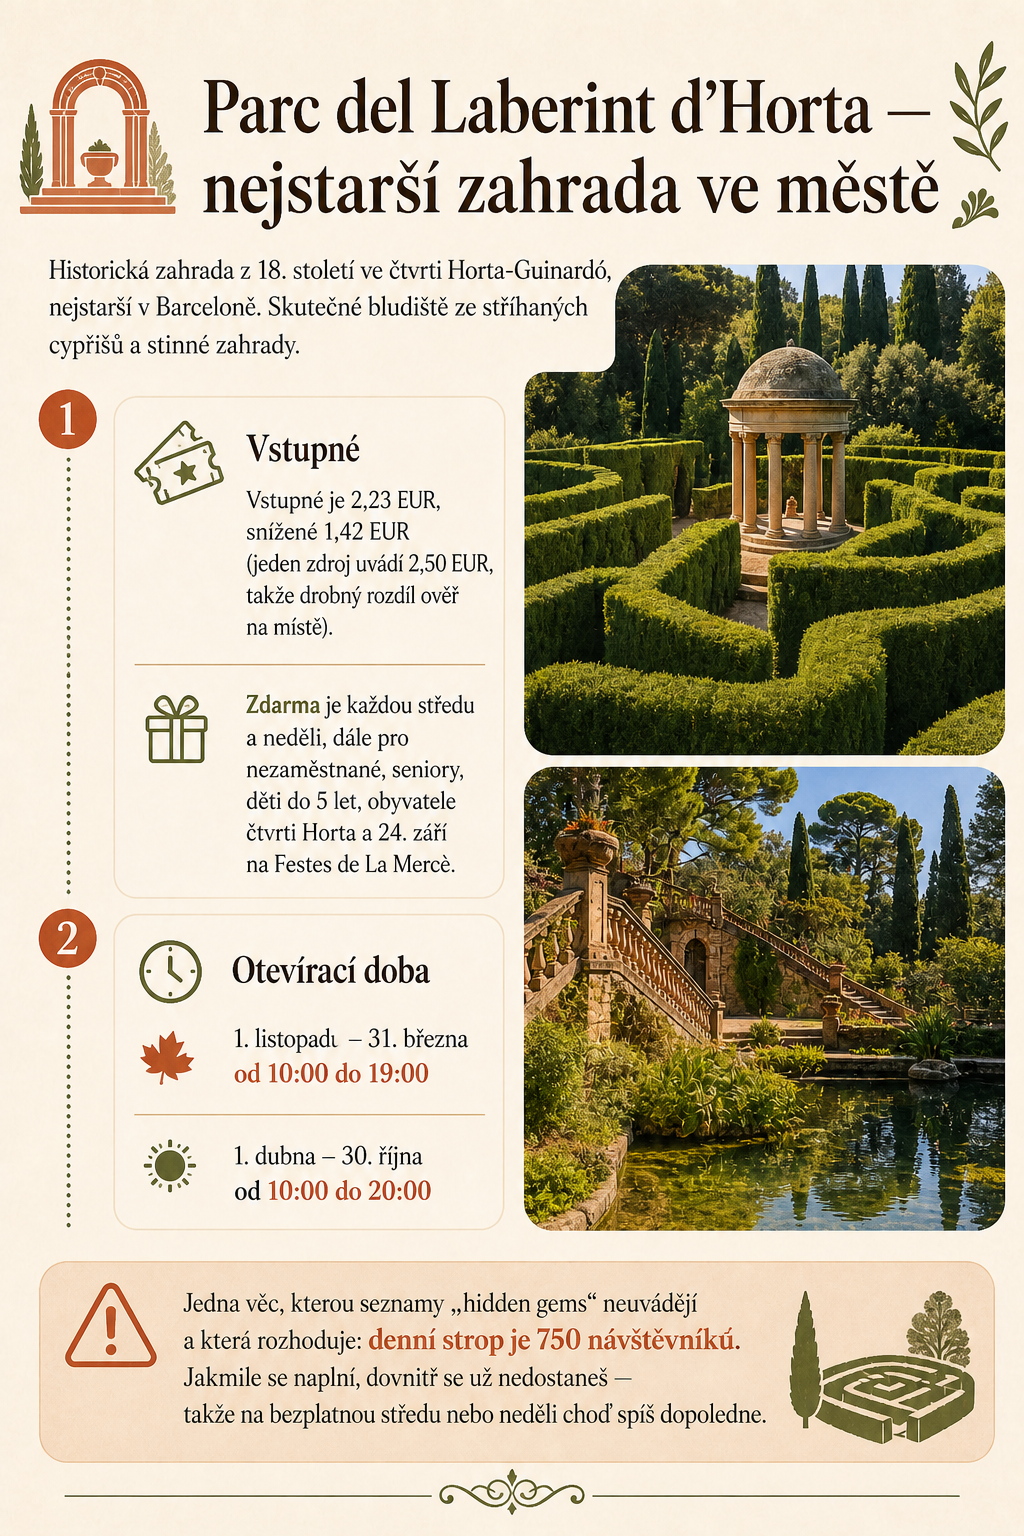 Parc del Laberint d’Horta —
nejstarší zahrada ve městě
Historická zahrada z 18. století ve čtvrti Horta-Guinardó,
nejstarší v Barceloně. Skutečné bludiště ze stříhaných
cypřišů a stinné zahrady.
1
Vstupné
Vstupné je 2,23 EUR,
snížené 1,42 EUR
(jeden zdroj uvádí 2,50 EUR,
takže drobný rozdíl ověř
na místě).
Zdarma je každou středu
a neděli, dále pro
nezaměstnané, seniory,
děti do 5 let, obyvatele
čtvrti Horta a 24. září
na Festes de La Mercè.
2
Otevírací doba
1. listopadu – 31. března
od 10:00 do 19:00
1. dubna – 30. října
od 10:00 do 20:00
Jedna věc, kterou seznamy „hidden gems“ neuvádějí
a která rozhoduje: denní strop je 750 návštěvníků.
Jakmile se naplní, dovnitř se už nedostaneš —
takže na bezplatnou středu nebo neděli choď spíš dopoledne.